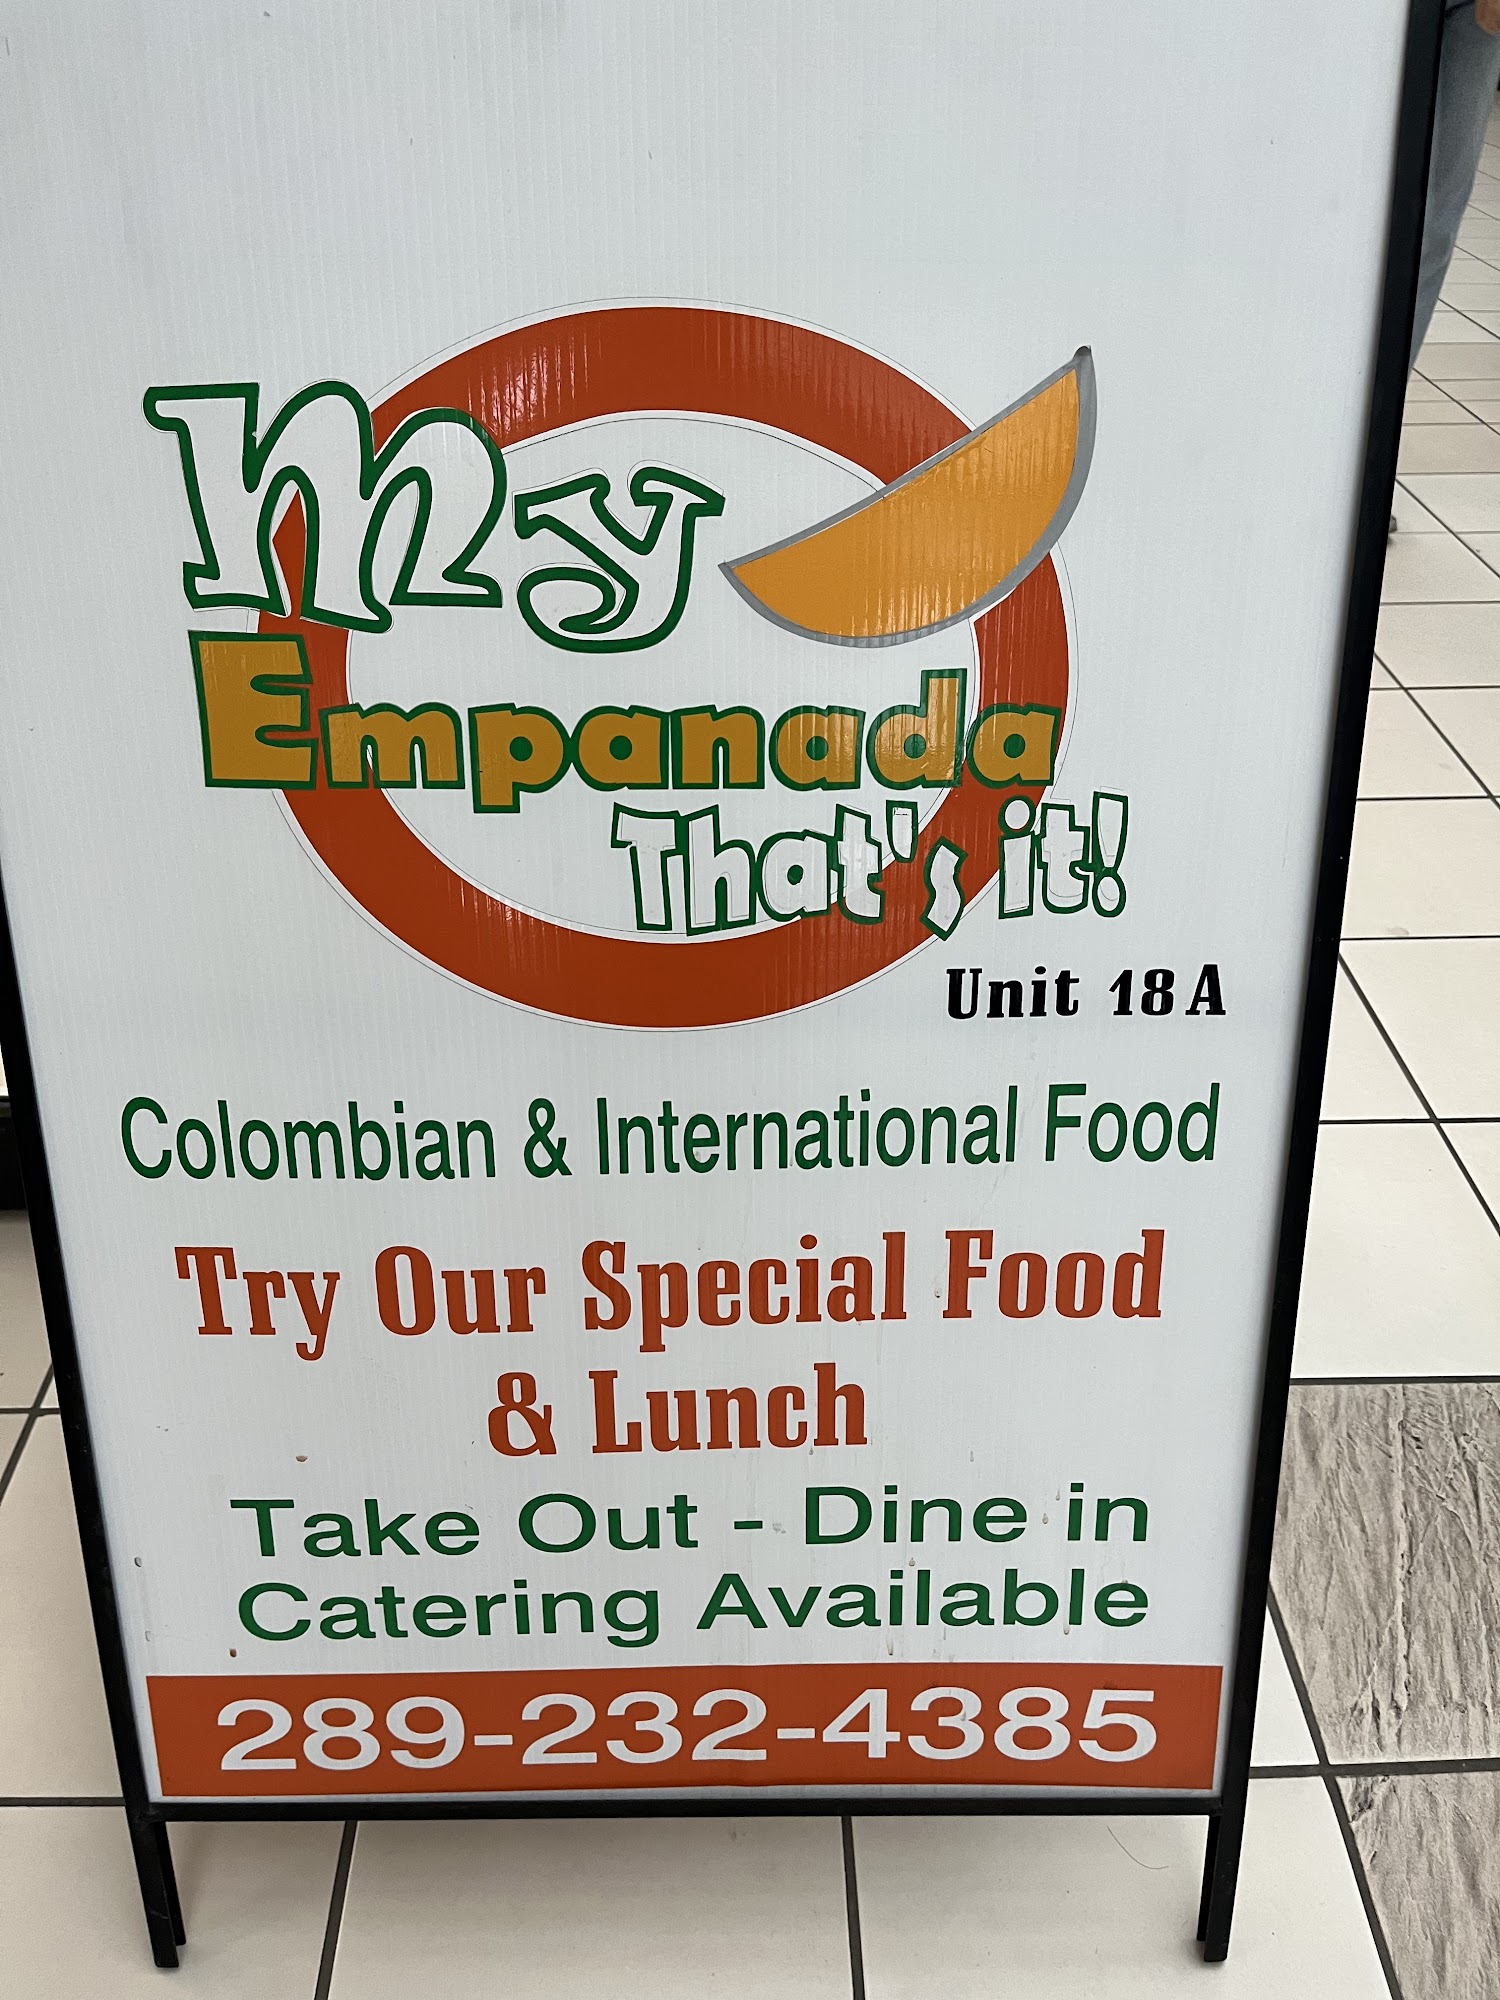 My
Empanada
That's it!
Unit 18A
Colombian & International Food
Try Our Special Food
& Lunch
Take Out - Dine in
Catering Available
289-232-4385